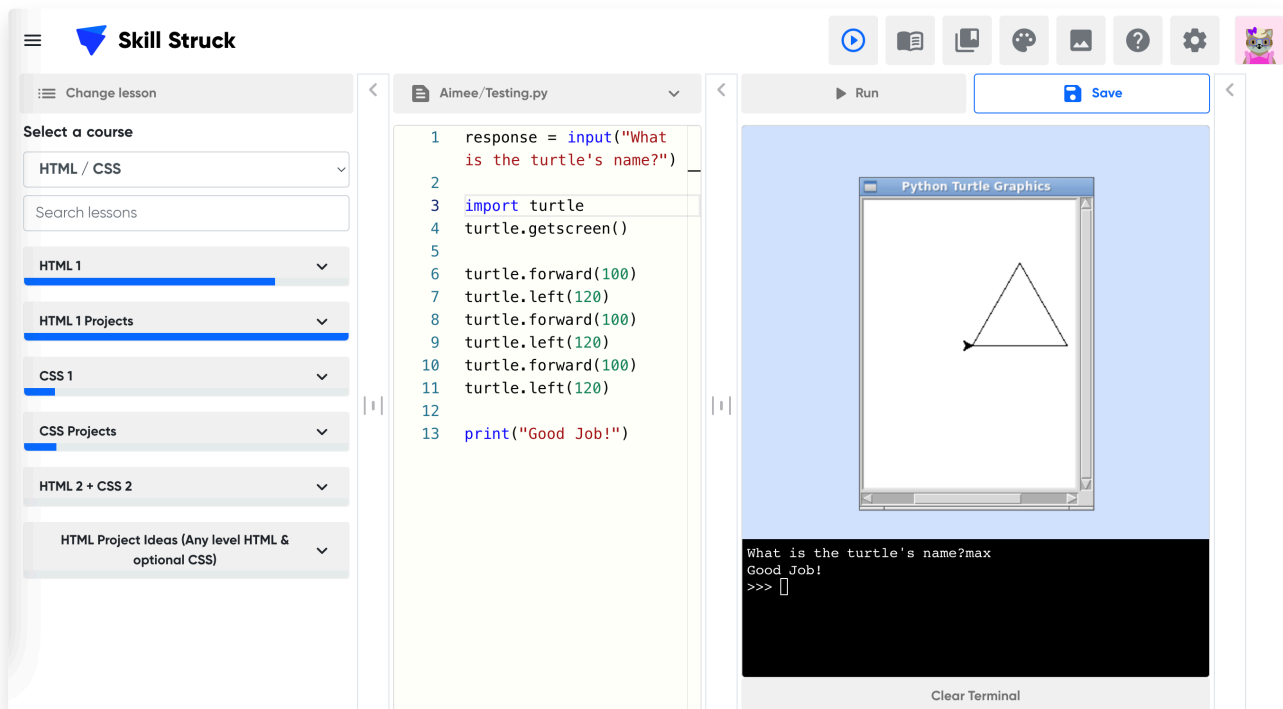 Skill Struck
Change lesson
Select a course
HTML / CSS
Search lessons
HTML 1
HTML 1 Projects
CSS 1
CSS Projects
HTML 2 + CSS 2
HTML Project Ideas (Any level HTML &
optional CSS)
Aimee/Testing.py
1 response = input("What
is the turtle's name?")
2
3 import turtle
4 turtle.getscreen()
5
6 turtle.forward(100)
7 turtle.left(120)
8 turtle.forward(100)
9 turtle.left(120)
10 turtle.forward(100)
11 turtle.left(120)
12
13 print("Good Job!")
Run
Save
Python Turtle Graphics
What is the turtle's name?max
Good Job!
>>>
Clear Terminal